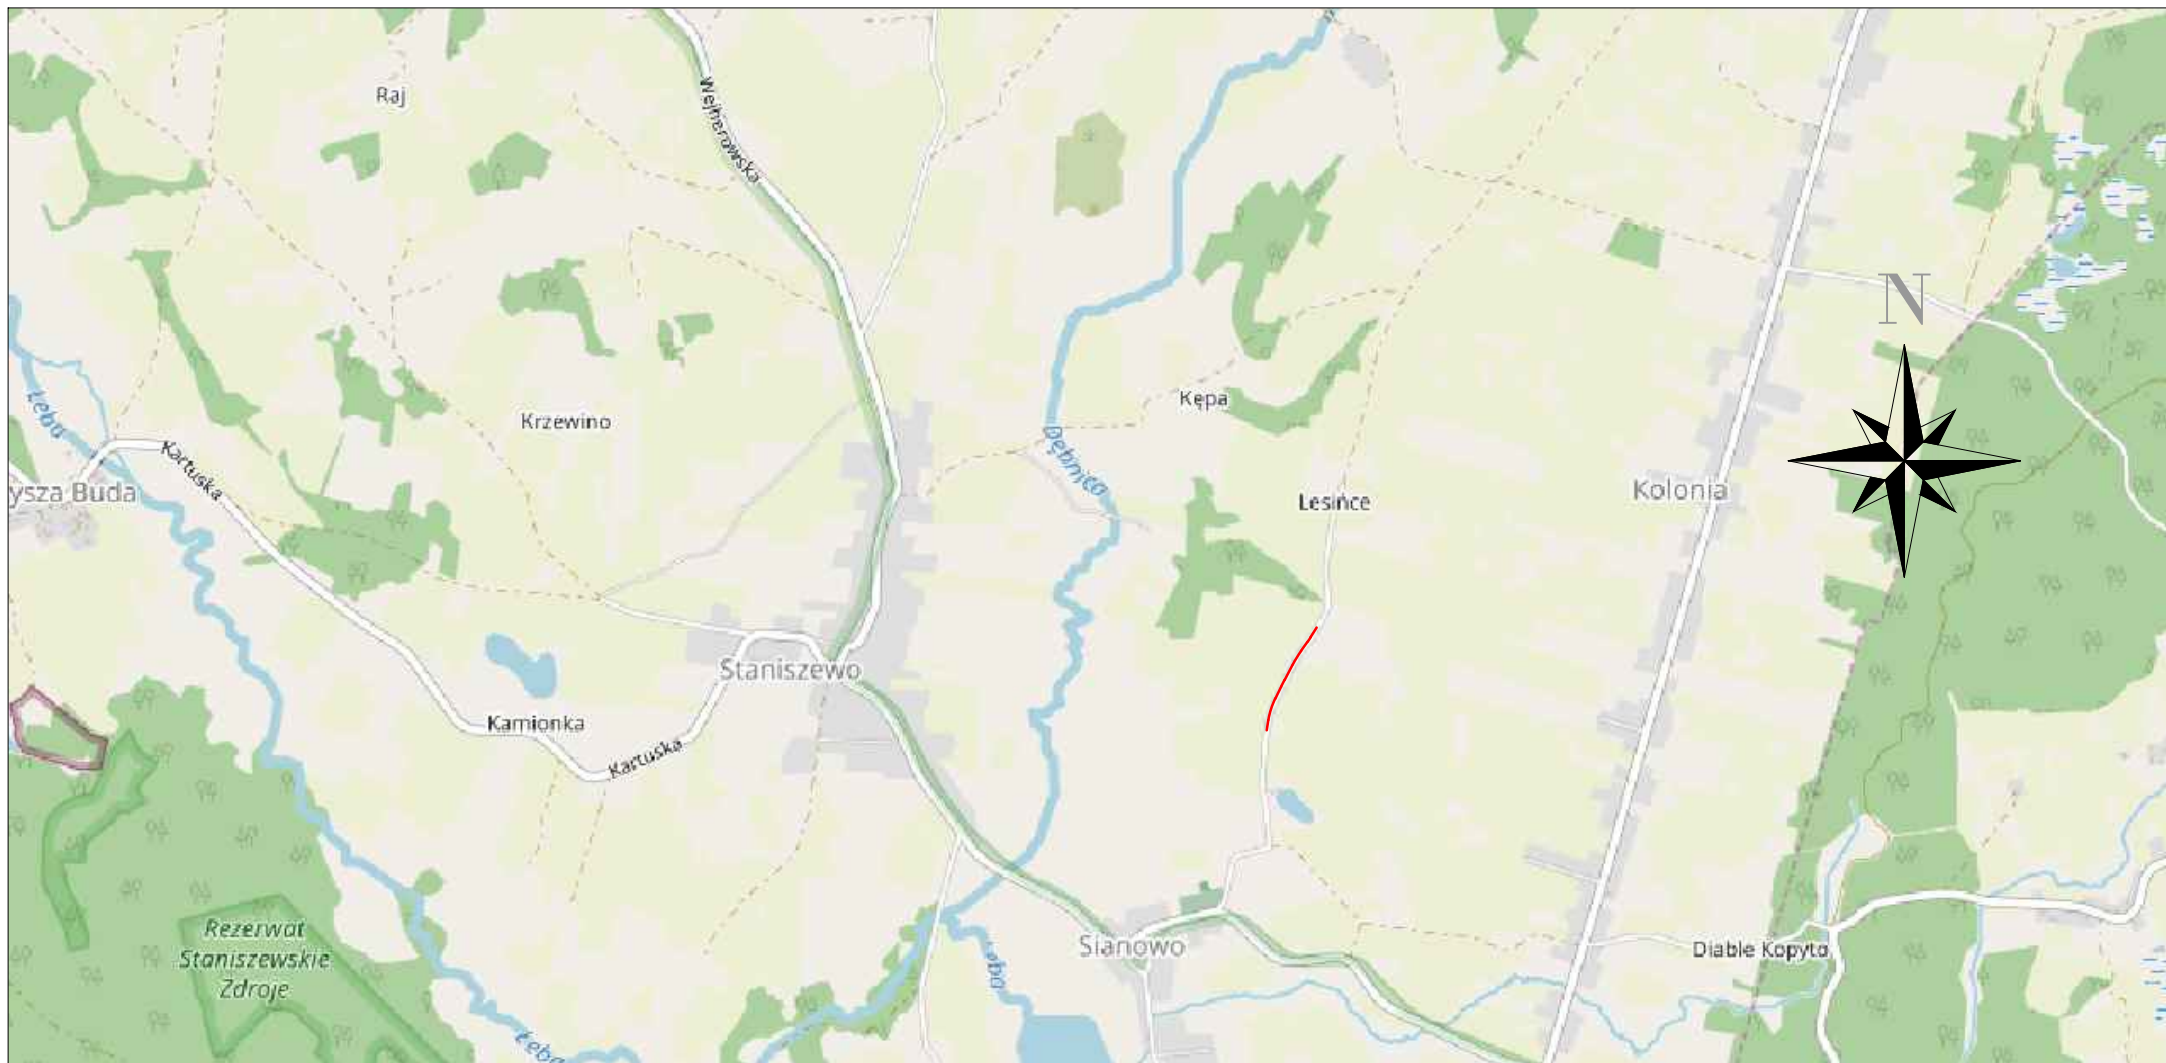 Raj
Wejherowska
N
Kępa
Łeba
Krzewino
Kartuska
Dębnica
ysza Buda
Kolonia
Lesińce
Staniszewo
Kamionka
Kartuska
Rezerwat
Staniszewskie
Zdroje
Sianowo
Diable Kopyto
Łeba
Łeba